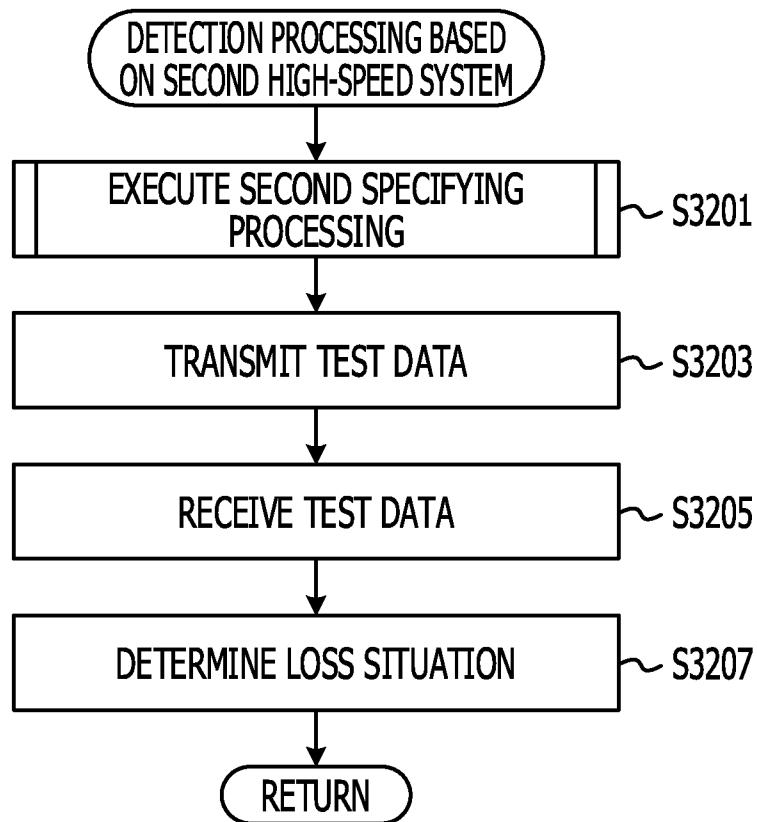 DETECTION PROCESSING BASED
ON SECOND HIGH-SPEED SYSTEM
EXECUTE SECOND SPECIFYING
PROCESSING
S3201
TRANSMIT TEST DATA
S3203
RECEIVE TEST DATA
S3205
DETERMINE LOSS SITUATION
S3207
RETURN